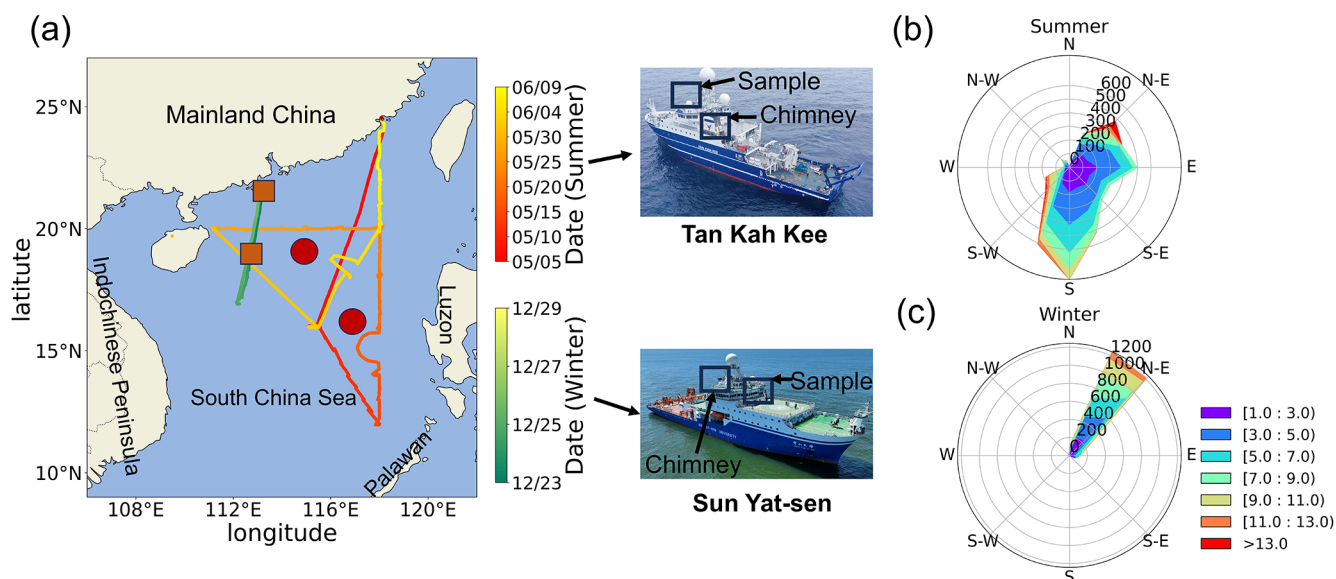 (a)
25°N
20°N
15°N
10°N
108°E
112°E
116°E
120°E
latitute
longitude
Mainland China
Indochinese Peninsula
South China Sea
Luzon
Palawan
06/09
06/04
05/30
05/25
05/20
05/15
05/10
05/05
Date (Summer)
12/29
12/27
12/25
12/23
Date (Winter)
Sample
Chimney
Tan Kah Kee
Sample
Chimney
Sun Yat-sen
(b)
Summer
N
N-W
N-E
W
E
S-W
S-E
S
600
500
400
300
200
100
0
(c)
Winter
N
N-W
N-E
W
E
S-W
S-E
S
1200
1000
800
600
400
200
0
[1.0 : 3.0)
[3.0 : 5.0)
[5.0 : 7.0)
[7.0 : 9.0)
[9.0 : 11.0)
[11.0 : 13.0)
>13.0